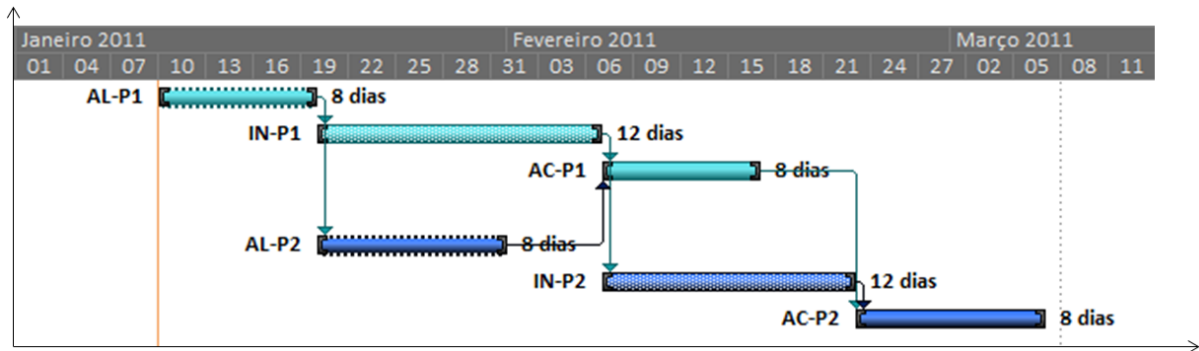 Janeiro 2011 Fevereiro 2011 Março 2011
01 04 07 10 13 16 19 22 25 28 31 03 06 09 12 15 18 21 24 27 02 05 08 11
AL-P1 8 dias
IN-P1 12 dias
AC-P1 8 dias
AL-P2 8 dias
IN-P2 12 dias
AC-P2 8 dias